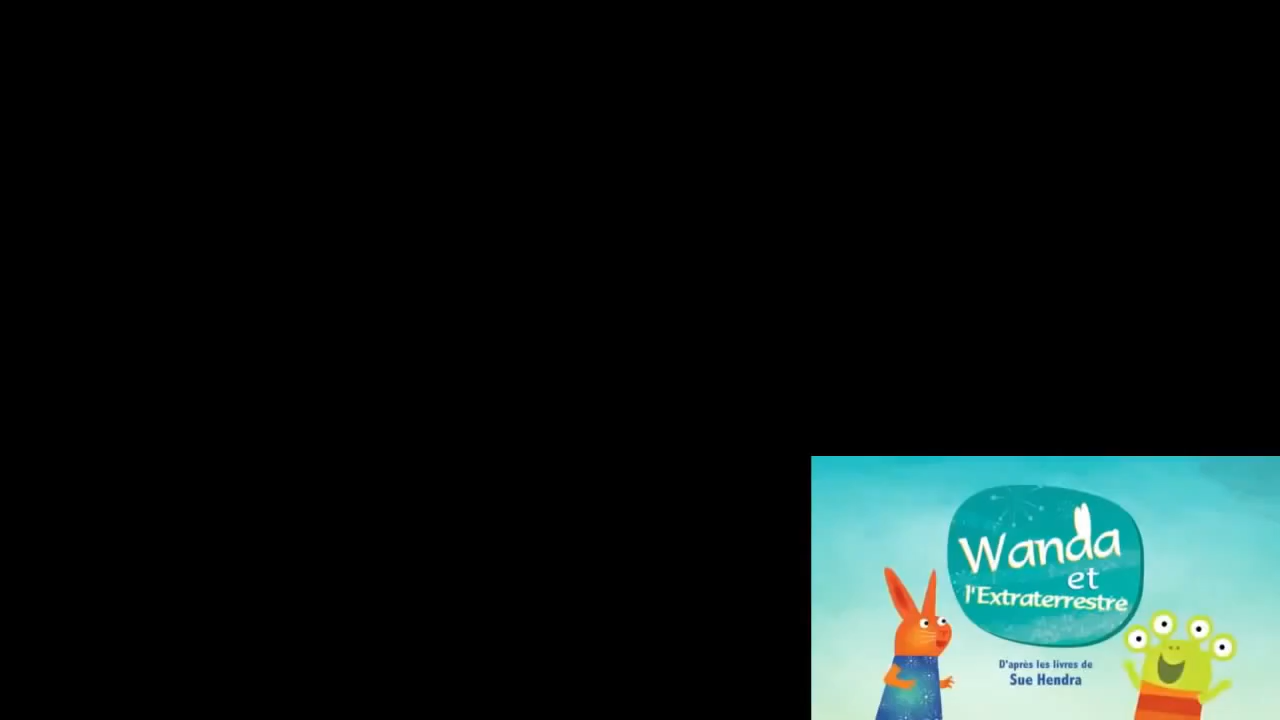 Wanda
et
l'Extraterrestre
D'après les livres de
Sue Hendra